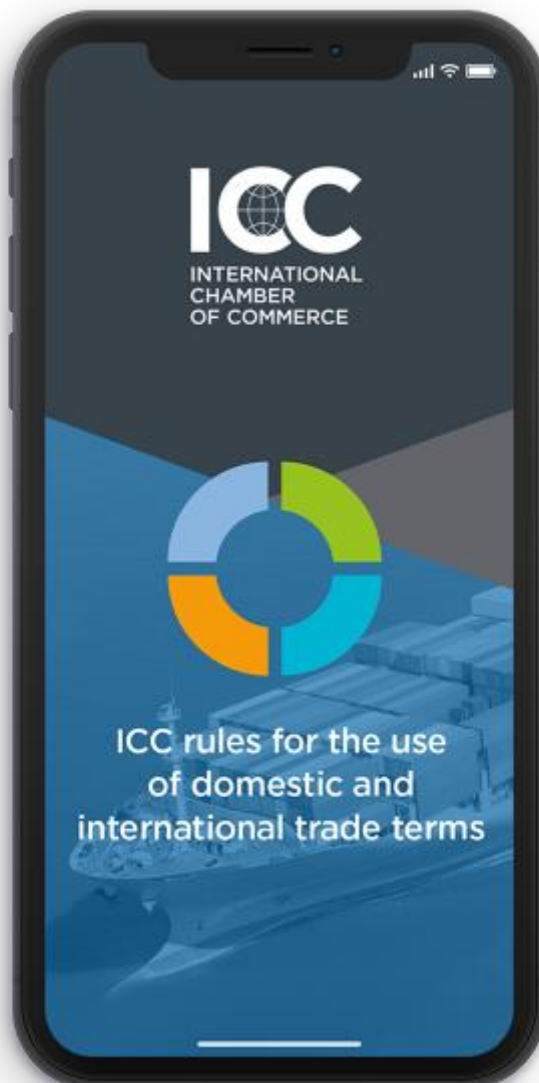 ICC
INTERNATIONAL
CHAMBER
OF COMMERCE
ICC rules for the use
of domestic and
international trade terms